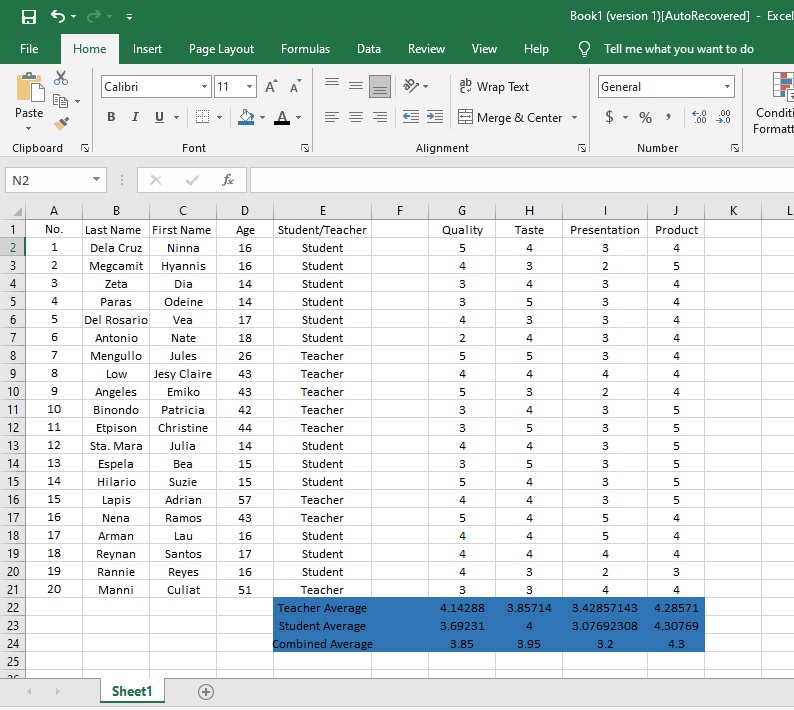 Book1 (version 1)[AutoRecovered] - Excel
File Home Insert Page Layout Formulas Data Review View Help Tell me what you want to do
Paste
Calibri 11
Wrap Text
General
B I U A
Merge & Center
$ % ,
Conditi
Formatt
Clipboard Font Alignment Number
N2 fx
A B C D E F G H I J K L
1 No. Last Name First Name Age Student/Teacher Quality Taste Presentation Product
2 1 Dela Cruz Ninna 16 Student 5 4 3 4
3 2 Megcamit Hyannis 16 Student 4 3 2 5
4 3 Zeta Dia 14 Student 3 4 3 4
5 4 Paras Odeine 14 Student 3 5 3 4
6 5 Del Rosario Vea 17 Student 4 3 3 4
7 6 Antonio Nate 18 Student 2 4 3 4
8 7 Mengullo Jules 26 Teacher 5 5 3 4
9 8 Low Jesy Claire 43 Teacher 4 4 4 4
10 9 Angeles Emiko 43 Teacher 5 3 2 4
11 10 Binondo Patricia 42 Teacher 3 4 3 5
12 11 Etpison Christine 44 Teacher 3 5 3 5
13 12 Sta. Mara Julia 14 Student 4 4 3 5
14 13 Espela Bea 15 Student 3 5 3 5
15 14 Hilario Suzie 15 Student 5 4 3 5
16 15 Lapis Adrian 57 Teacher 4 4 3 5
17 16 Nena Ramos 43 Teacher 5 4 5 4
18 17 Arman Lau 16 Student 4 4 5 4
19 18 Reynan Santos 17 Student 4 4 4 4
20 19 Rannie Reyes 16 Student 4 3 2 3
21 20 Manni Culiat 51 Teacher 3 3 4 4
22 Teacher Average 4.14288 3.85714 3.42857143 4.28571
23 Student Average 3.69231 4 3.07692308 4.30769
24 Combined Average 3.85 3.95 3.2 4.3
25
Sheet1